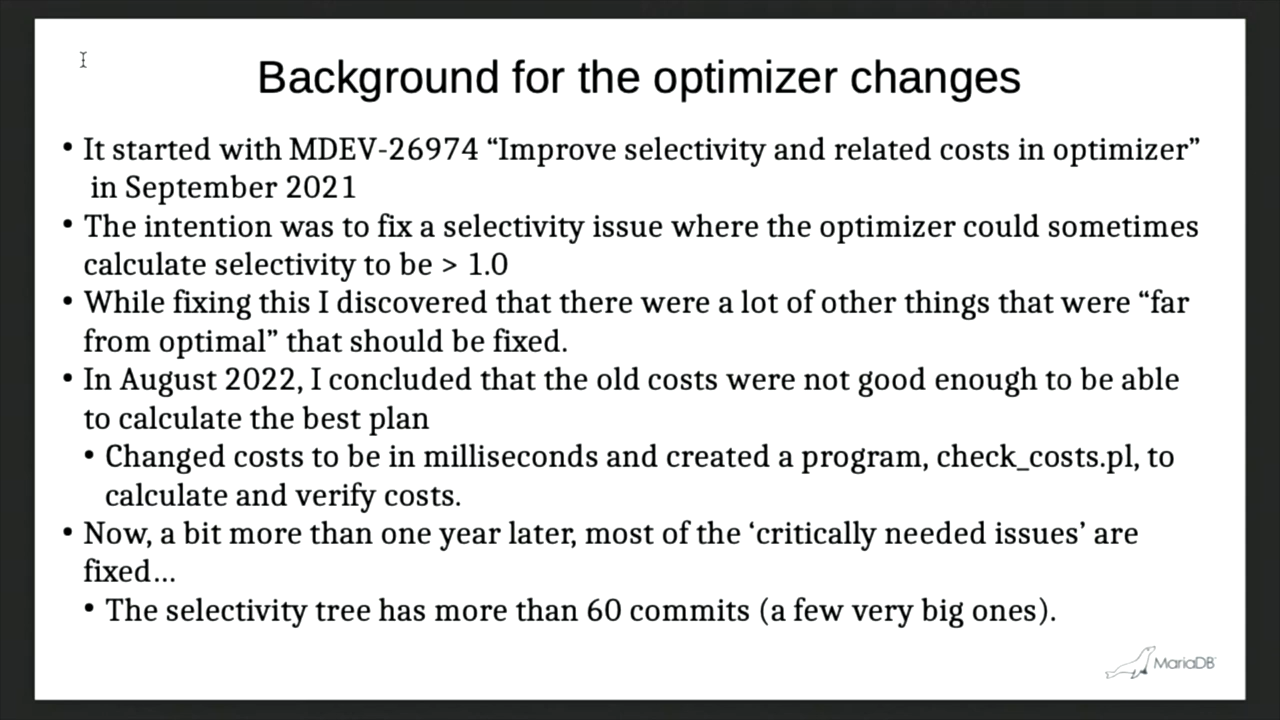 Background for the optimizer changes
• It started with MDEV-26974 “Improve selectivity and related costs in optimizer”
in September 2021
• The intention was to fix a selectivity issue where the optimizer could sometimes
calculate selectivity to be > 1.0
• While fixing this I discovered that there were a lot of other things that were “far
from optimal” that should be fixed.
• In August 2022, I concluded that the old costs were not good enough to be able
to calculate the best plan
• Changed costs to be in milliseconds and created a program, check_costs.pl, to
calculate and verify costs.
• Now, a bit more than one year later, most of the ‘critically needed issues’ are
fixed…
• The selectivity tree has more than 60 commits (a few very big ones).
MariaDB